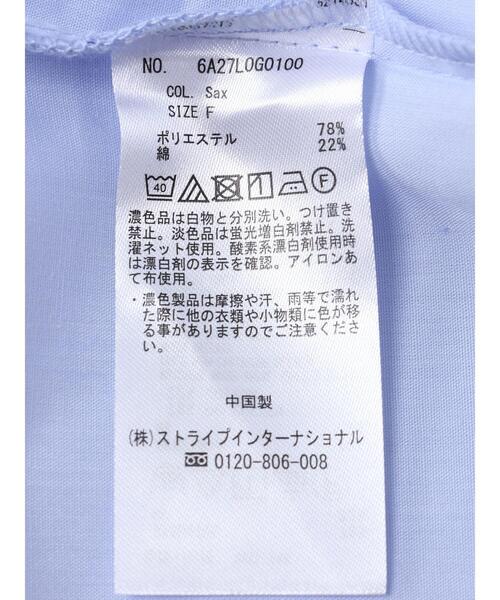 NO. 6A27L0G0100
COL. Sax
SIZE F
ポリエステル 78%
綿 22%
40 F
濃色品は白物と分別洗い。つけ置き
禁止。淡色品は蛍光増白剤禁止。洗
濯ネット使用。酸素系漂白剤使用時
は漂白剤の表示を確認。アイロンあ
て布使用。
・濃色製品は摩擦や汗、雨等で濡れ
た際に他の衣類や小物類に色が移
る事がありますのでご注意くださ
い。
中国製
(株)ストライプインターナショナル
0120-806-008